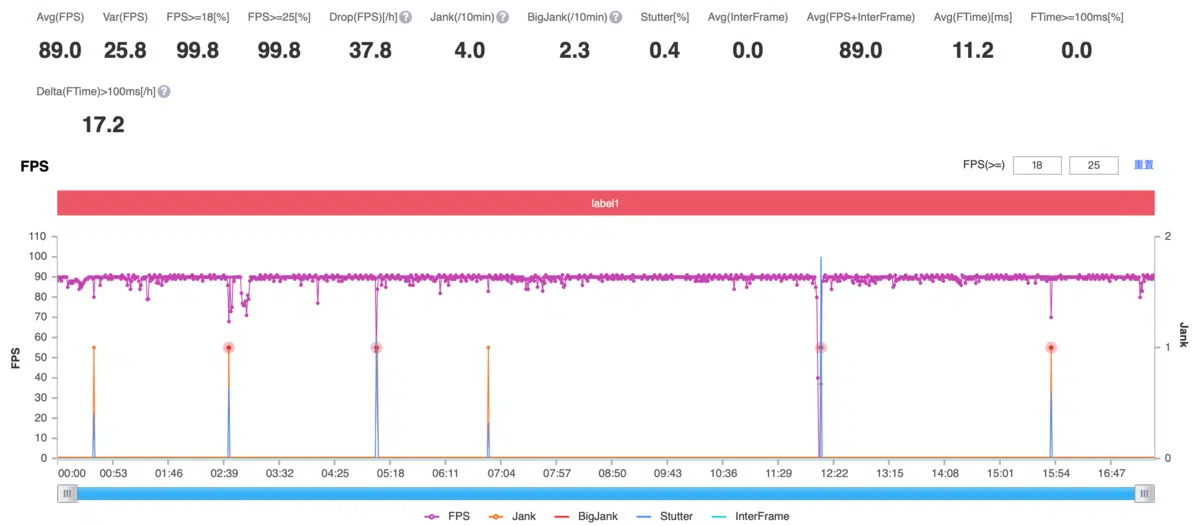 Avg(FPS) Var(FPS) FPS>=18[%] FPS>=25[%] Drop(FPS)[/h] ? Jank(/10min) ? BigJank(/10min) ? Stutter[%] Avg(InterFrame) Avg(FPS+InterFrame) Avg(FTime)[ms] FTime>=100ms[%]
89.0 25.8 99.8 99.8 37.8 4.0 2.3 0.4 0.0 89.0 11.2 0.0
Delta(FTime)>100ms[/h] ?
17.2
FPS
FPS(>=) 18 25 重置
label1
110
100
90
80
70
60
50
40
30
20
10
0
FPS
2
1
0
Jank
00:00 00:53 01:46 02:39 03:32 04:25 05:18 06:11 07:04 07:57 08:50 09:43 10:36 11:29 12:22 13:15 14:08 15:01 15:54 16:47
FPS Jank BigJank Stutter InterFrame